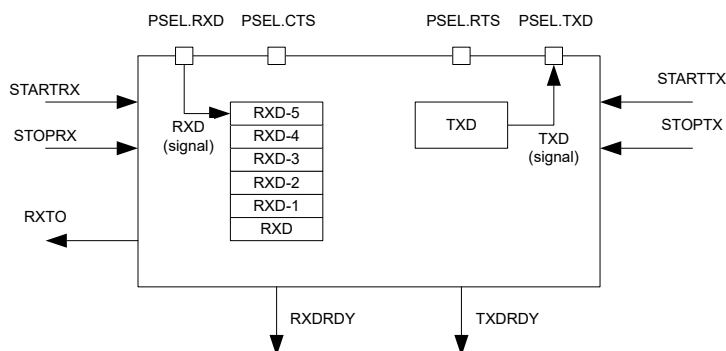 PSEL.RXD PSEL.CTS PSEL.RTS PSEL.TXD
STARTRX
STOPRX
RXTO
RXD
(signal)
RXD-5
RXD-4
RXD-3
RXD-2
RXD-1
RXD
TXD
TXD
(signal)
STARTTX
STOPTX
RXDRDY
TXDRDY